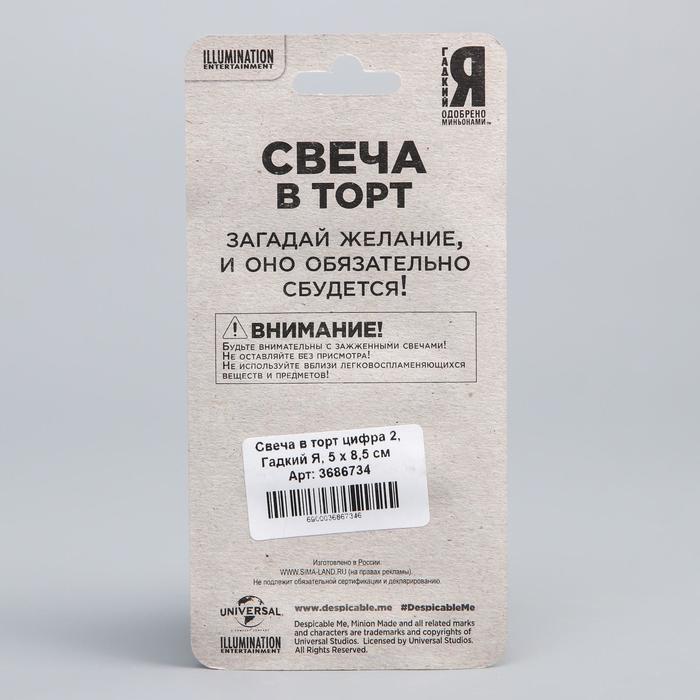 ILLUMINATION
ENTERTAINMENT
ГАДКИЙ Я
ОДОБРЕНО
МИНЬОНАМИ™
СВЕЧА
В ТОРТ
ЗАГАДАЙ ЖЕЛАНИЕ,
И ОНО ОБЯЗАТЕЛЬНО
СБУДЕТСЯ!
ВНИМАНИЕ!
Будьте внимательны с зажженными свечами!
Не оставляйте без присмотра!
Не используйте вблизи легковоспламеняющихся
веществ и предметов!
Свеча в торт цифра 2,
Гадкий Я, 5 х 8,5 см
Арт: 3686734
6900036867346
Изготовлено в России.
WWW.SIMA-LAND.RU (на правах рекламы).
Не подлежит обязательной сертификации и декларированию.
UNIVERSAL
A COMCAST COMPANY
ILLUMINATION
ENTERTAINMENT
www.despicable.me #DespicableMe
Despicable Me, Minion Made and all related marks
and characters are trademarks and copyrights of
Universal Studios. Licensed by Universal Studios.
All Rights Reserved.